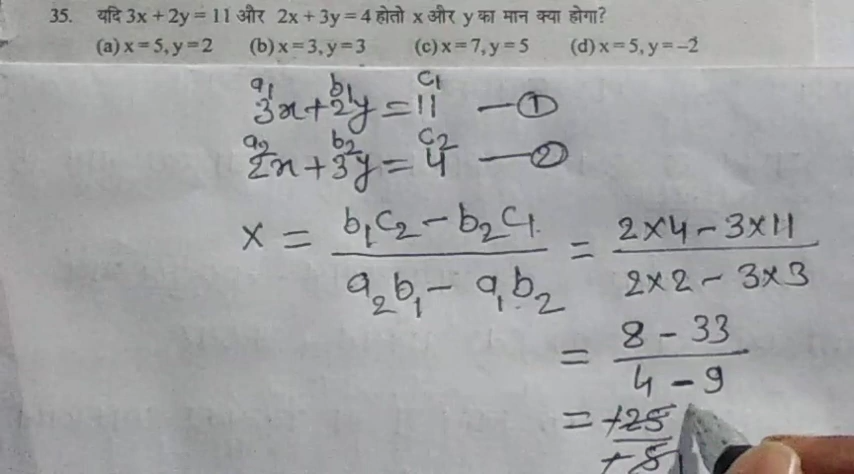 35. यदि 3x + 2y = 11 और 2x + 3y = 4 होतो x और y का मान क्या होगा?
(a) x = 5, y = 2 (b) x = 3, y = 3 (c) x = 7, y = 5 (d) x = 5, y = –2
a₁ b₁ c₁
3x + 2y = 11 — ①
a₂ b₂ c₂
2x + 3y = 4 — ②
x = (b₁c₂ – b₂c₁)/(a₂b₁ – a₁b₂) = (2×4 – 3×11)/(2×2 – 3×3)
= (8 – 33)/(4 – 9)
= +25/+5